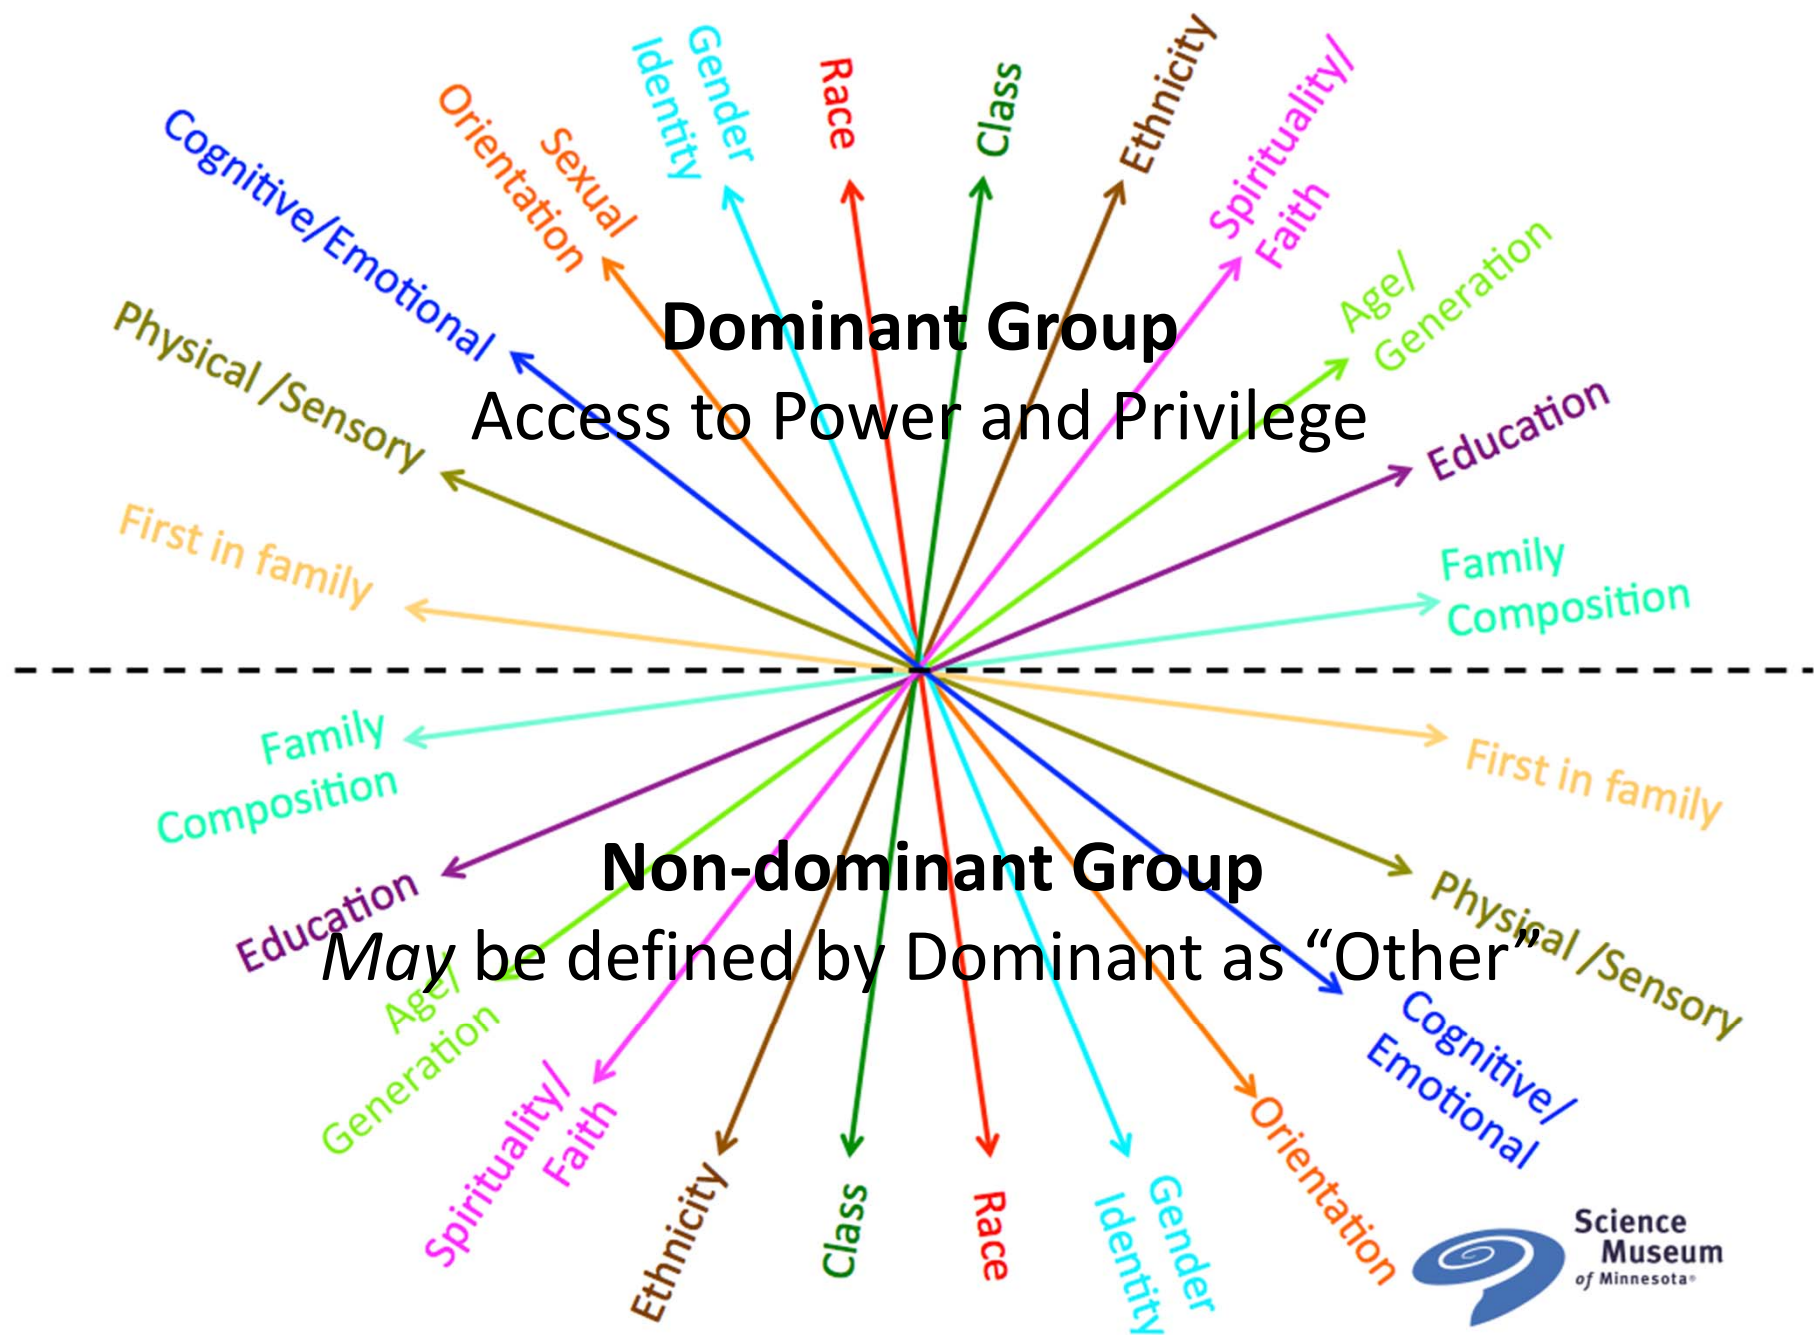 Gender
Identity
Race
Class
Ethnicity
Spirituality/
Faith
Sexual
Orientation
Cognitive/Emotional
Age/
Generation
Physical /Sensory
Dominant Group
Access to Power and Privilege
Education
First in family
Family
Composition
Family
Composition
First in family
Education
Non-dominant Group
May be defined by Dominant as “Other”
Physical /Sensory
Age/
Generation
Cognitive/
Emotional
Spirituality/
Faith
Ethnicity
Class
Race
Gender
Identity
Orientation
Science
Museum
of Minnesota®